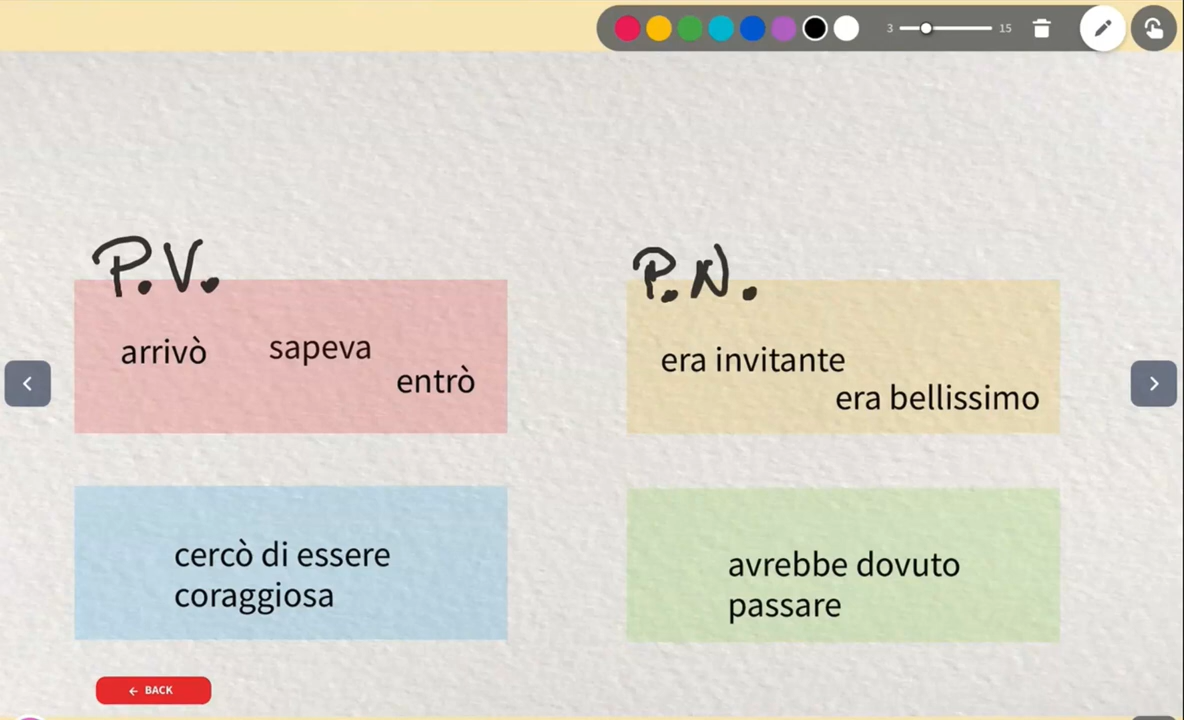 3 15
P.V.
P.N.
arrivò sapeva
entrò
era invitante
era bellissimo
cercò di essere
coraggiosa
avrebbe dovuto
passare
← BACK